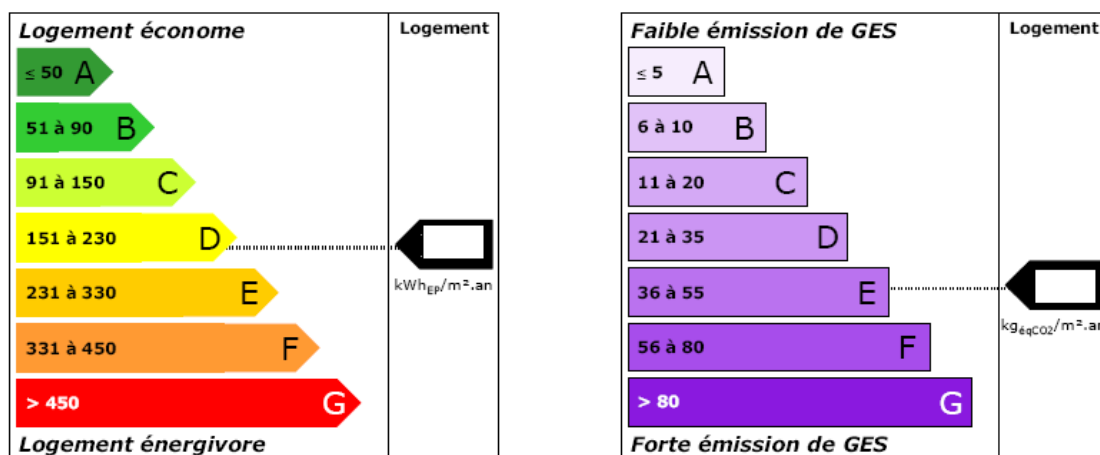 Logement économe
Logement
≤ 50 A
51 à 90 B
91 à 150 C
151 à 230 D
231 à 330 E
331 à 450 F
> 450 G
kWhEP/m².an
Logement énergivore
Faible émission de GES
Logement
≤ 5 A
6 à 10 B
11 à 20 C
21 à 35 D
36 à 55 E
56 à 80 F
> 80 G
kgéqCO2/m².an
Forte émission de GES